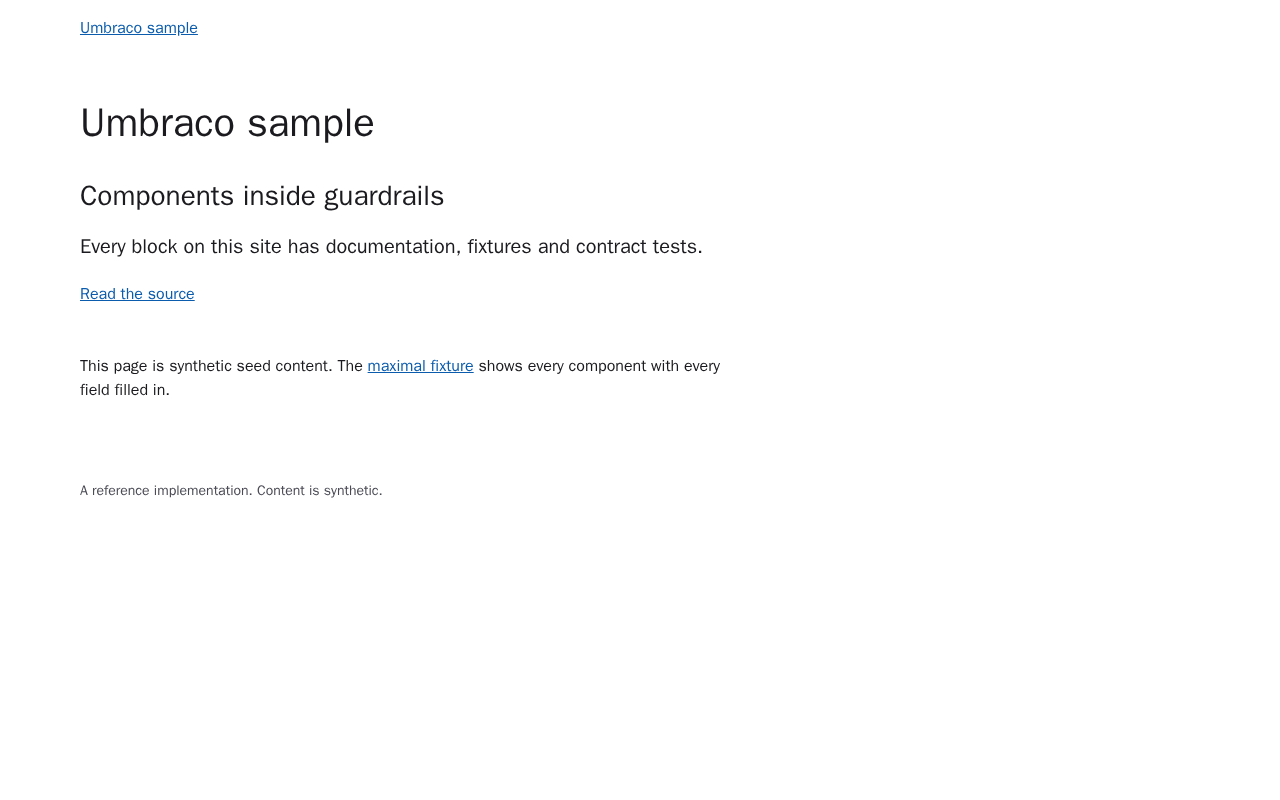 Umbraco sample
Umbraco sample
Components inside guardrails
Every block on this site has documentation, fixtures and contract tests.
Read the source
This page is synthetic seed content. The maximal fixture shows every component with every
field filled in.
A reference implementation. Content is synthetic.